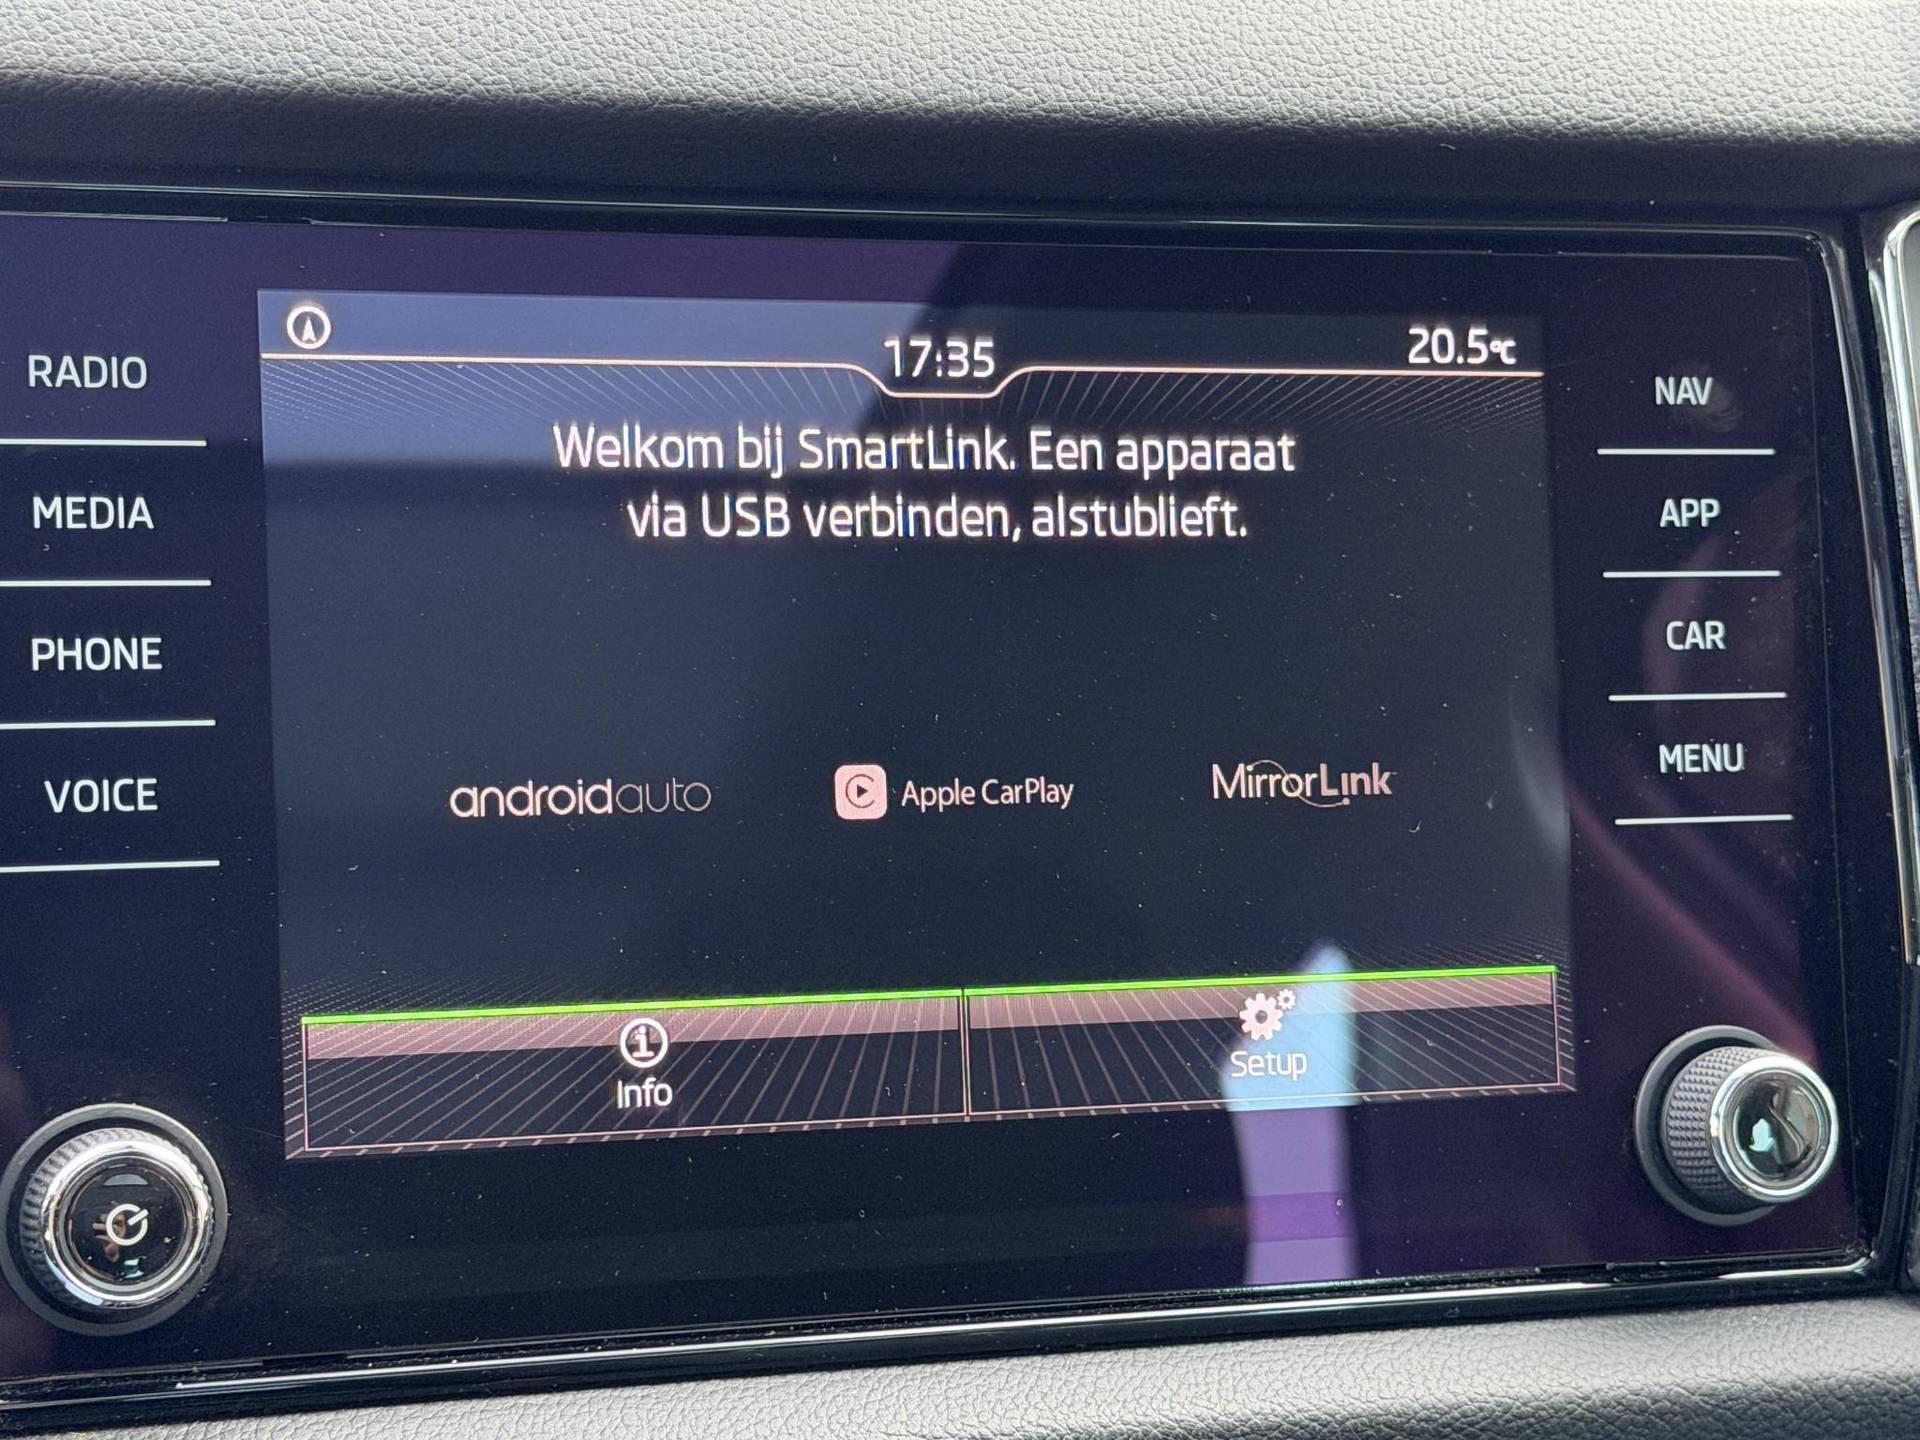 17:35
20.5°C
RADIO
MEDIA
PHONE
VOICE
Welkom bij SmartLink. Een apparaat
via USB verbinden, alstublieft.
androidauto
Apple CarPlay
MirrorLink
Info
Setup
NAV
APP
CAR
MENU